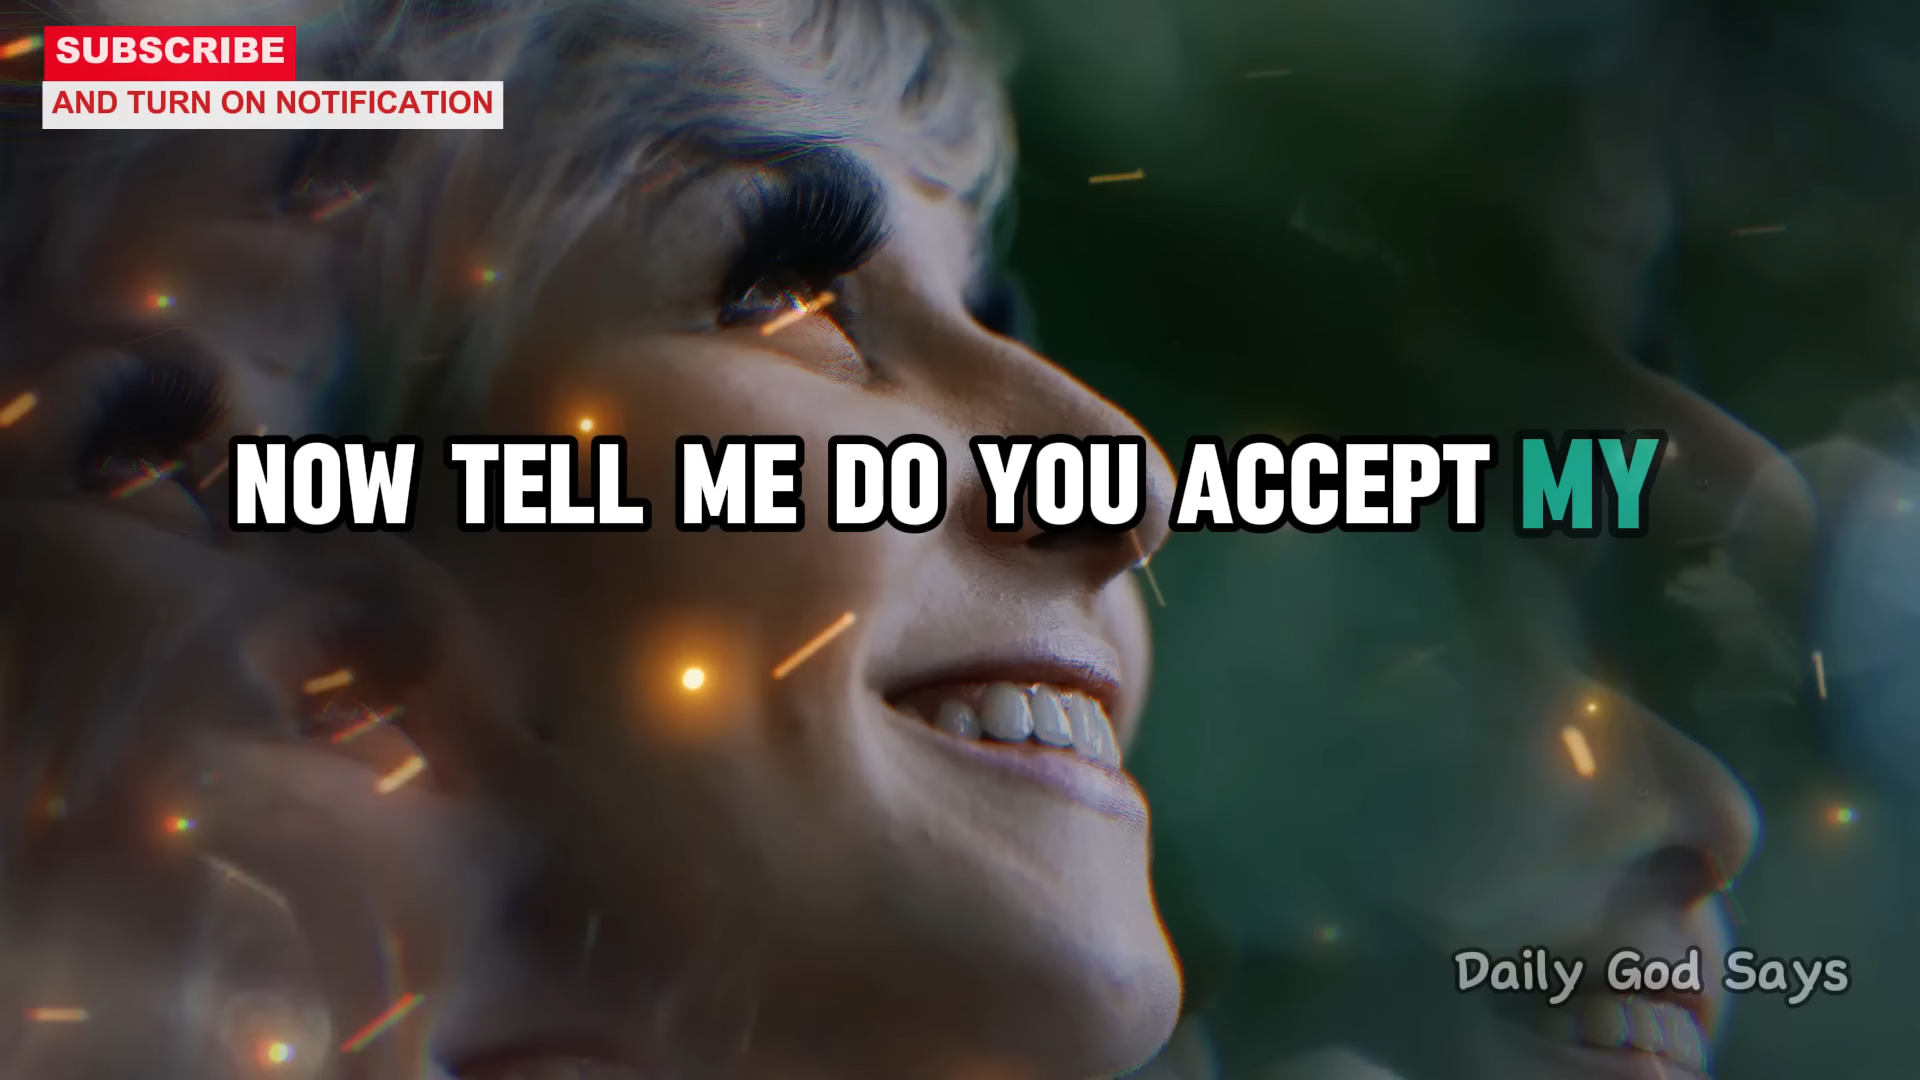 SUBSCRIBE
AND TURN ON NOTIFICATION
NOW TELL ME DO YOU ACCEPT MY
Daily God Says